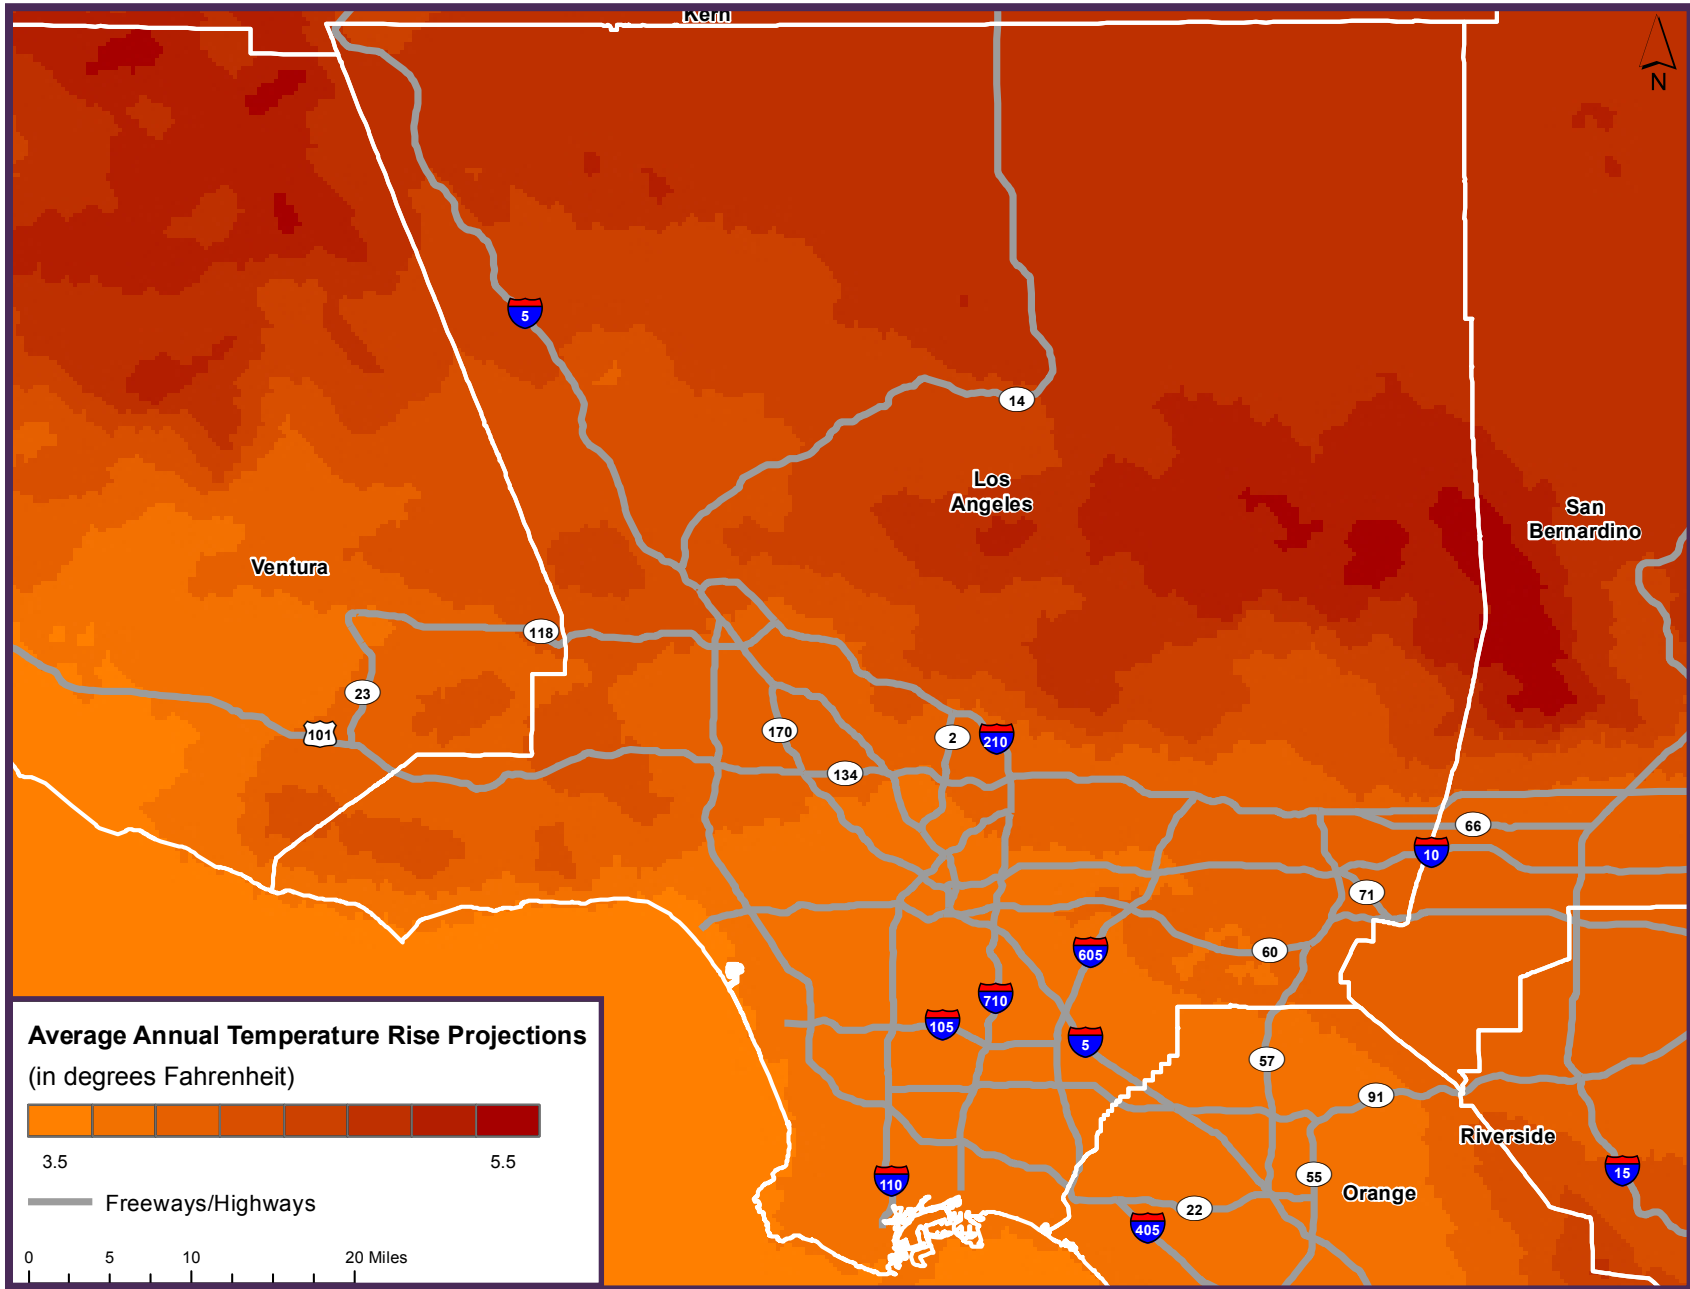 Kern
N
5
14
Los
Angeles
San
Bernardino
Ventura
118
23
101
170
2
210
134
66
10
71
605
60
710
105
5
57
91
Riverside
15
55
Orange
110
22
405
Average Annual Temperature Rise Projections
(in degrees Fahrenheit)
3.5 5.5
Freeways/Highways
0 5 10 20 Miles